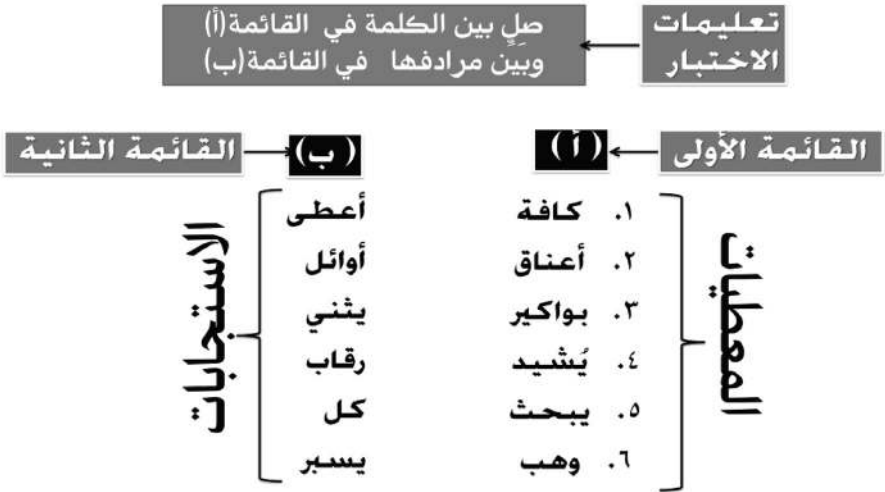 تعليمات
الاختبار
صل بين الكلمة في القائمة(أ)
وبَيِّن مرادفها في القائمة(ب)
القائمة الأولى
(أ)
(ب)
القائمة الثانية
المعطيات
١. كافة
٢. أعناق
٣. بواكير
٤. يُشيد
٥. يبحث
٦. وهب
أعطى
أوائل
يثني
رقاب
كل
يسبر
الاستجابات